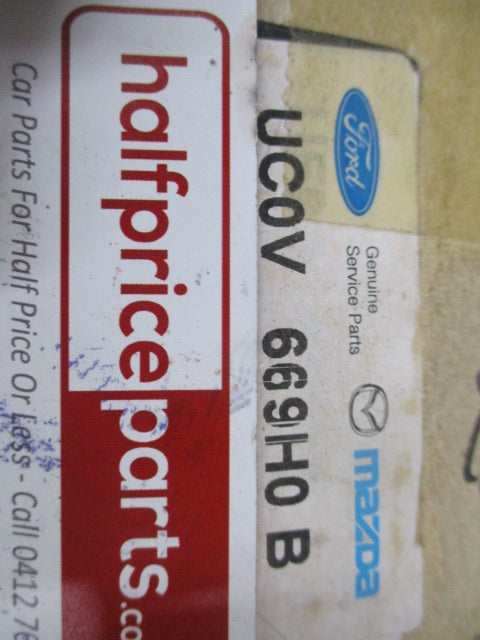 Ford
Genuine
Service Parts
mazda
UC0V 669H0 B
halfpriceparts.co
Car Parts For Half Price Or Less - Call 0412 76